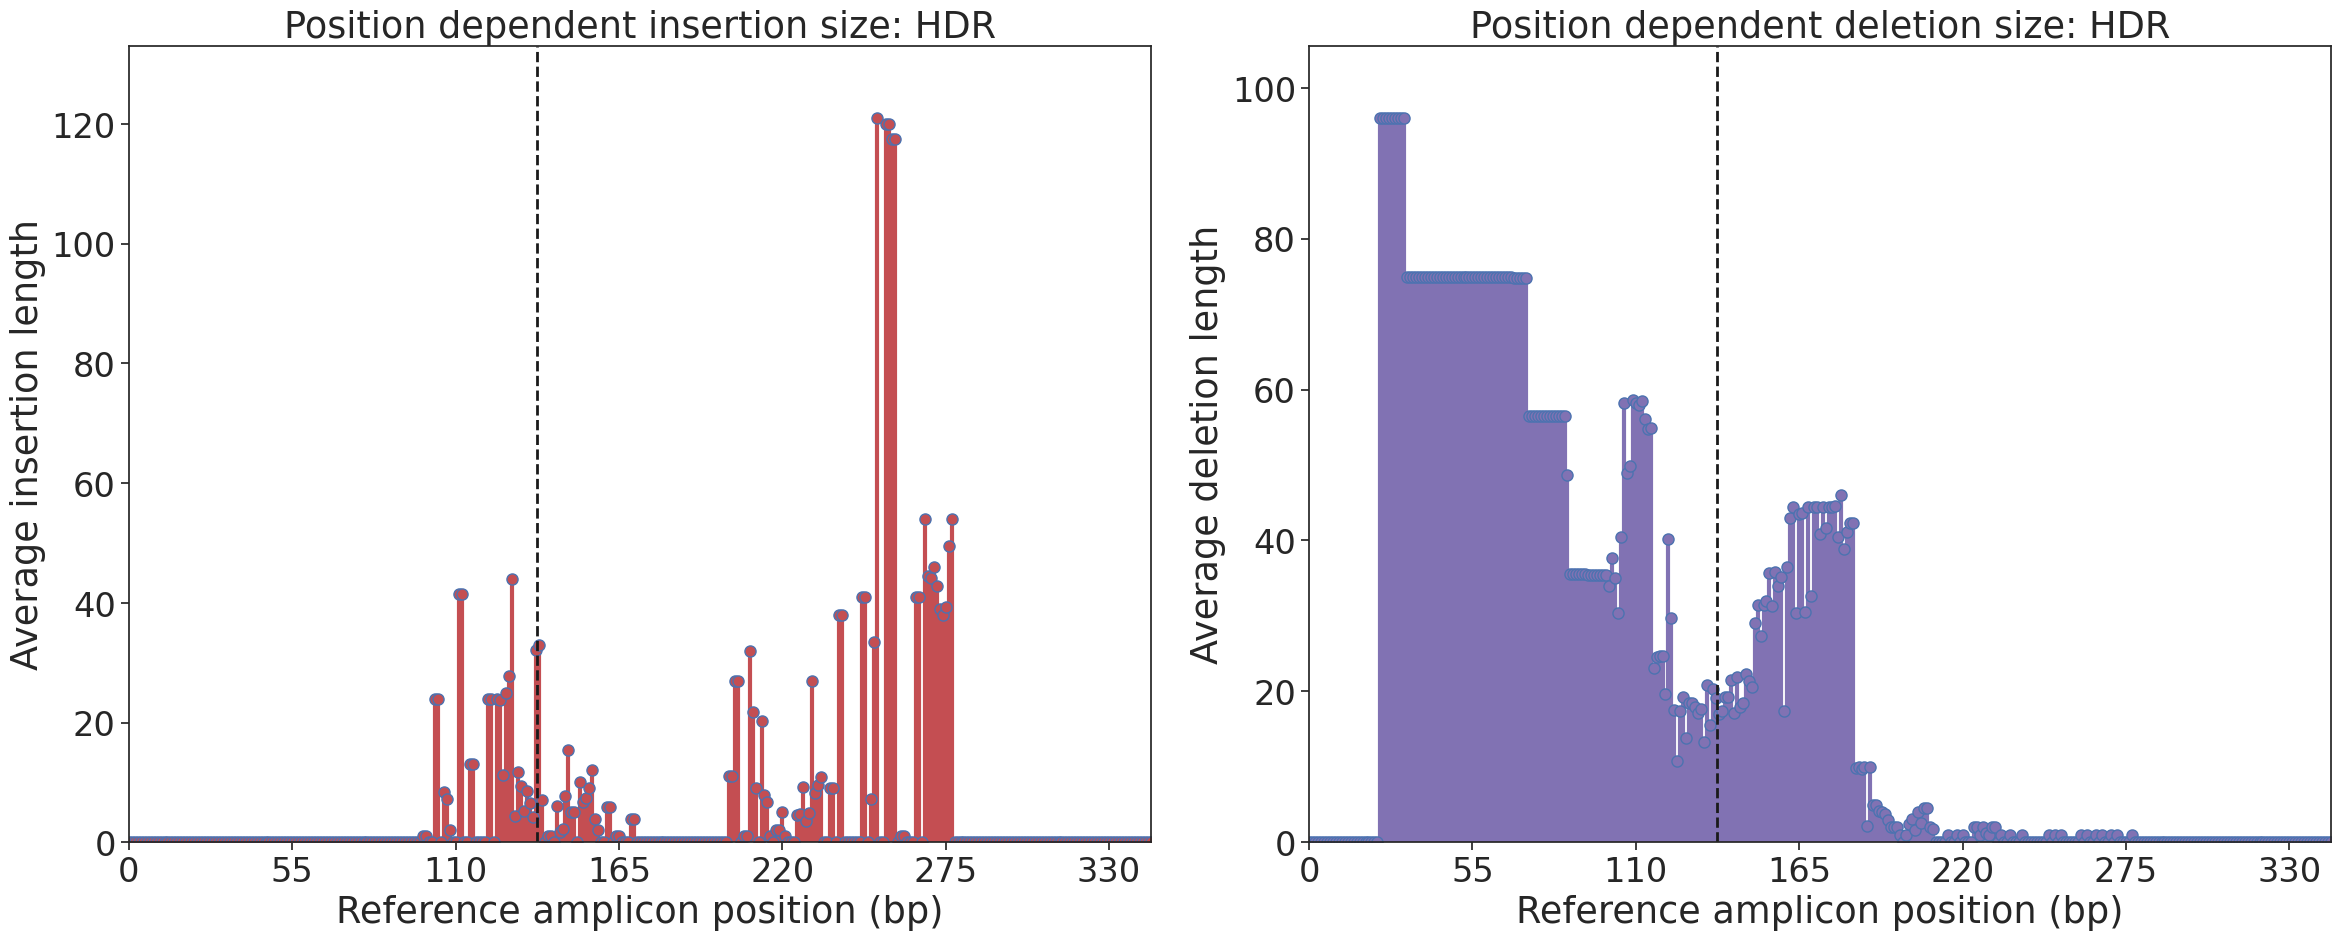 Position dependent insertion size: HDR
Average insertion length
120
100
80
60
40
20
0
0 55 110 165 220 275 330
Reference amplicon position (bp)
Position dependent deletion size: HDR
Average deletion length
100
80
60
40
20
0
0 55 110 165 220 275 330
Reference amplicon position (bp)